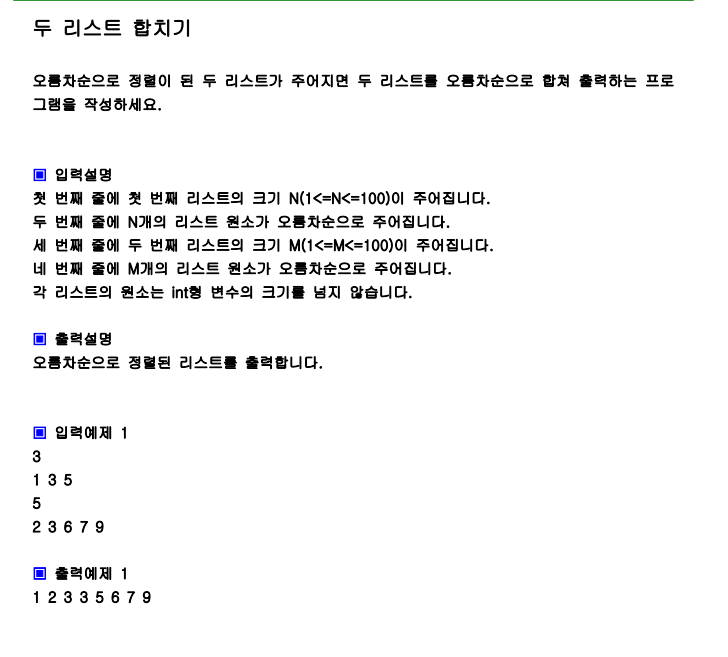 두 리스트 합치기
오름차순으로 정렬이 된 두 리스트가 주어지면 두 리스트를 오름차순으로 합쳐 출력하는 프로
그램을 작성하세요.
▣ 입력설명
첫 번째 줄에 첫 번째 리스트의 크기 N(1<=N<=100)이 주어집니다.
두 번째 줄에 N개의 리스트 원소가 오름차순으로 주어집니다.
세 번째 줄에 두 번째 리스트의 크기 M(1<=M<=100)이 주어집니다.
네 번째 줄에 M개의 리스트 원소가 오름차순으로 주어집니다.
각 리스트의 원소는 int형 변수의 크기를 넘지 않습니다.
▣ 출력설명
오름차순으로 정렬된 리스트를 출력합니다.
▣ 입력예제 1
3
1 3 5
5
2 3 6 7 9
▣ 출력예제 1
1 2 3 3 5 6 7 9